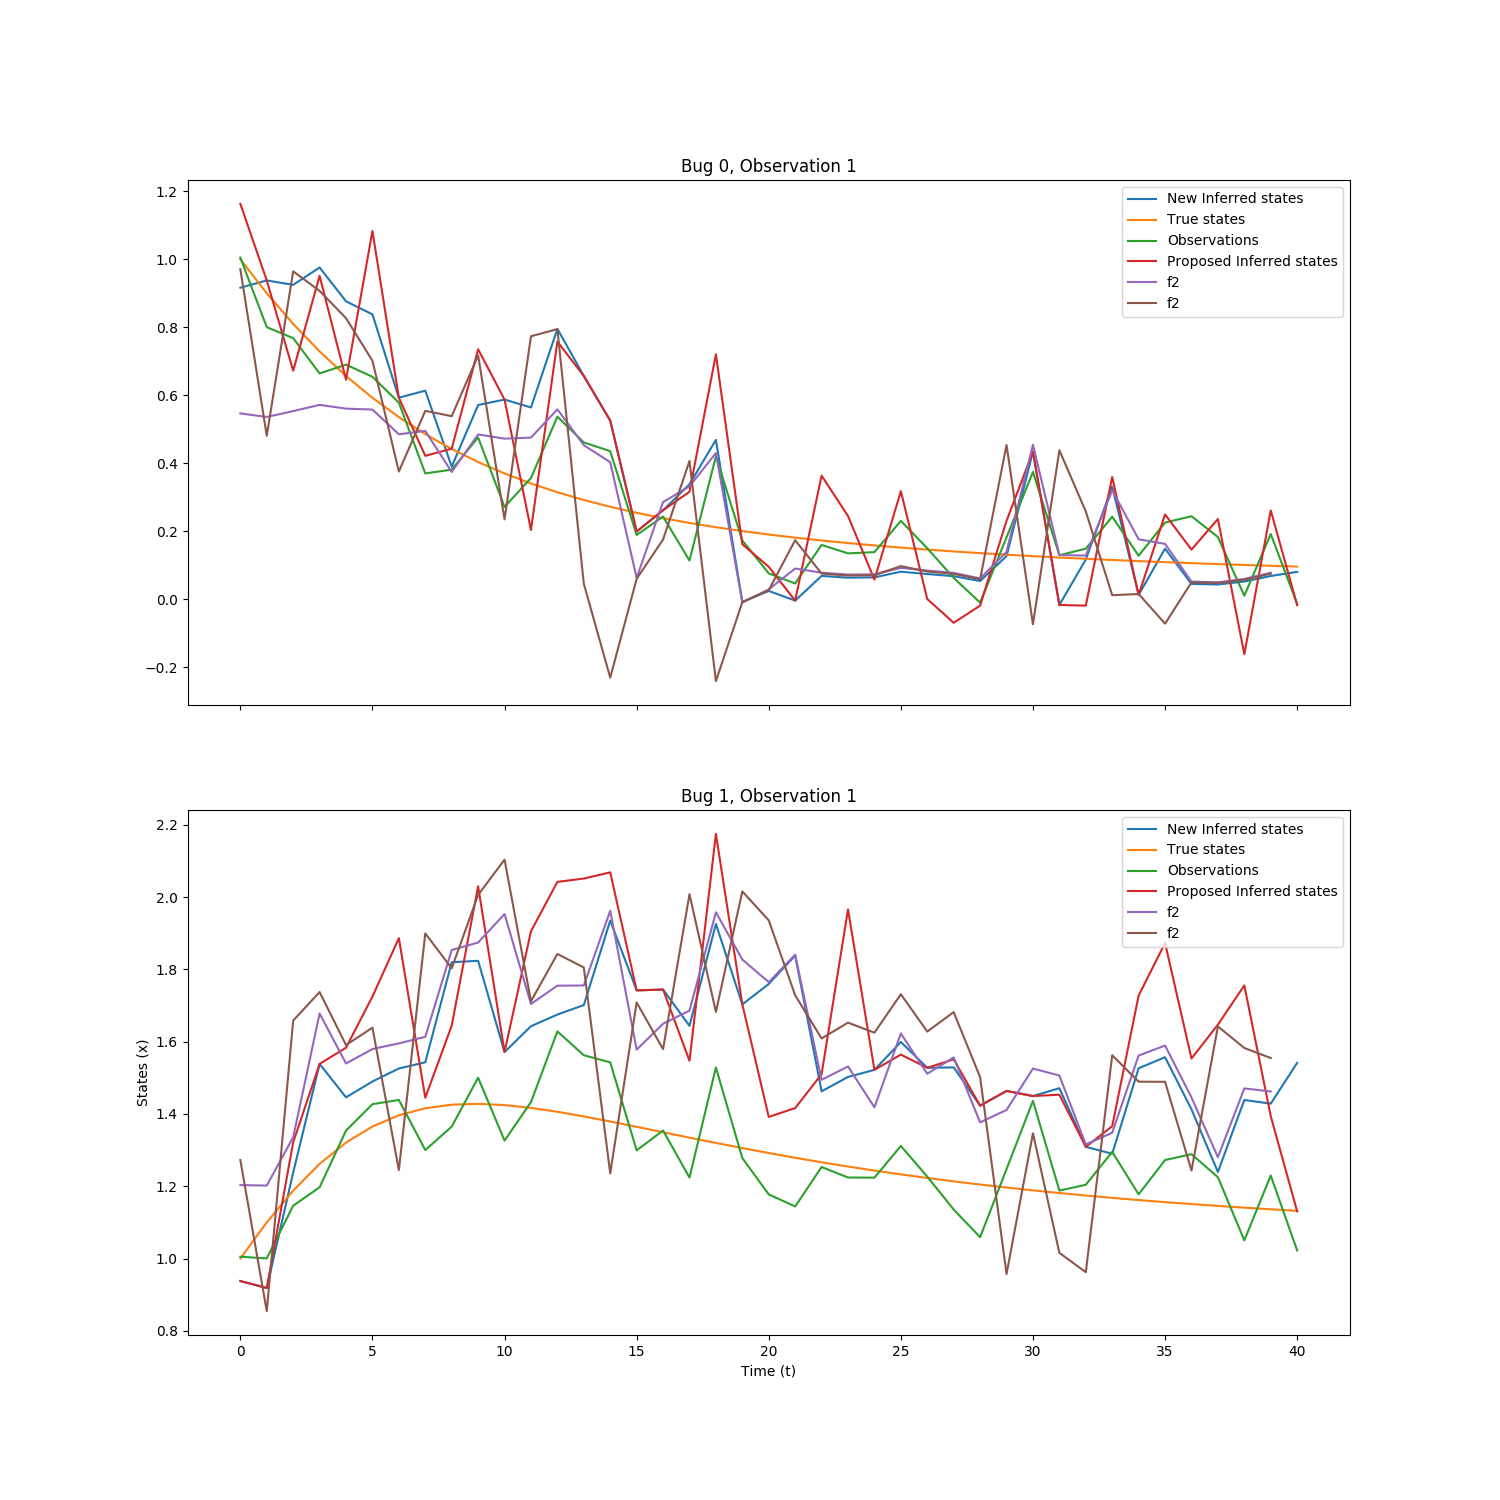 Bug 0, Observation 1
1.2
1.0
0.8
0.6
0.4
0.2
0.0
−0.2
New Inferred states
True states
Observations
Proposed Inferred states
f2
f2
Bug 1, Observation 1
2.2
2.0
1.8
1.6
1.4
1.2
1.0
0.8
States (x)
New Inferred states
True states
Observations
Proposed Inferred states
f2
f2
0 5 10 15 20 25 30 35 40
Time (t)